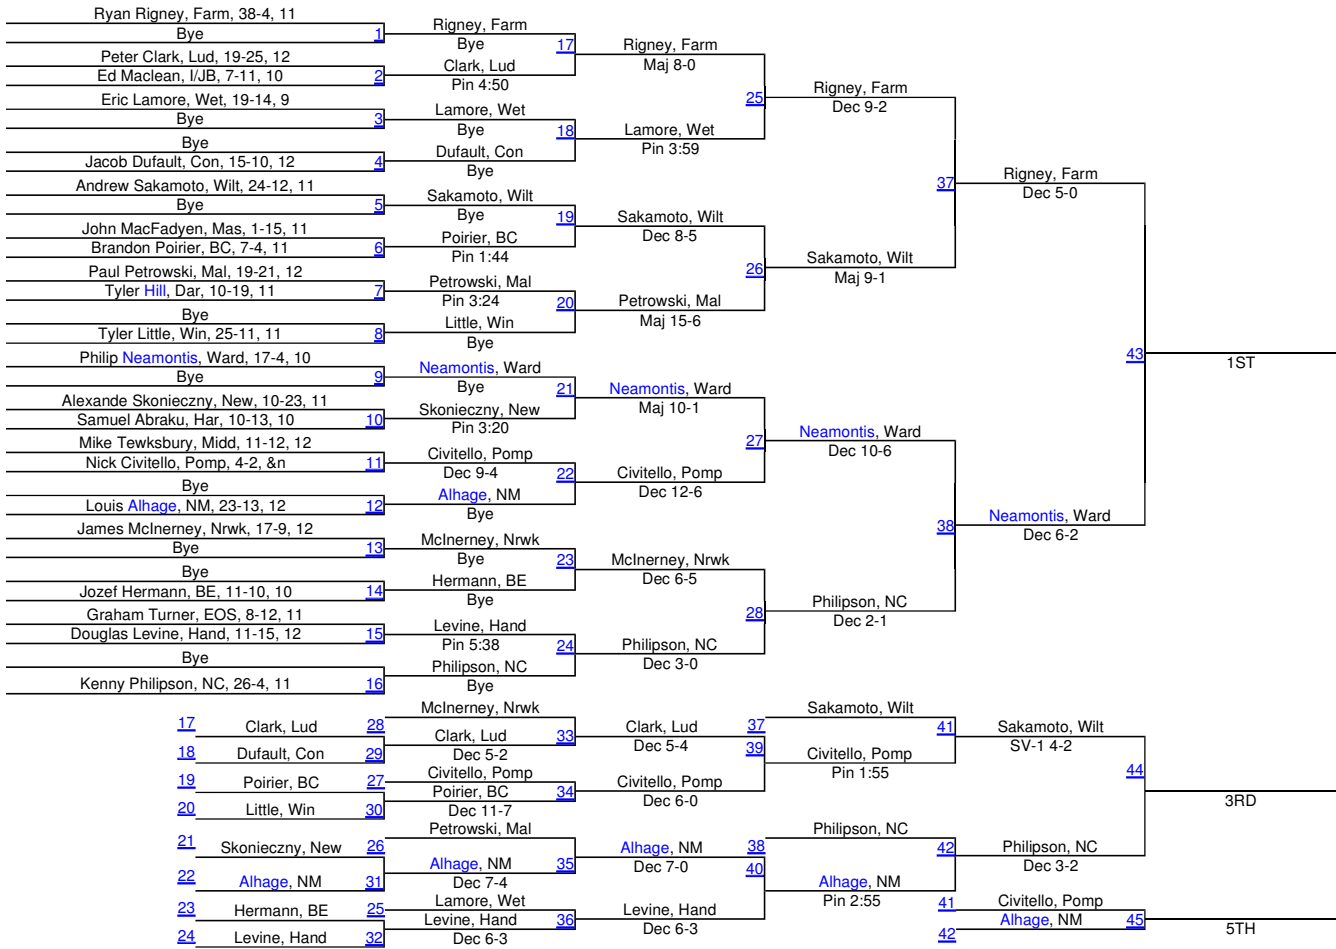 Ryan Rigney, Farm, 38-4, 11
Bye
1
Peter Clark, Lud, 19-25, 12
Ed Maclean, I/JB, 7-11, 10
2
Eric Lamore, Wet, 19-14, 9
Bye
3
Bye
Jacob Dufault, Con, 15-10, 12
4
Andrew Sakamoto, Wilt, 24-12, 11
Bye
5
John MacFadyen, Mas, 1-15, 11
Brandon Poirier, BC, 7-4, 11
6
Paul Petrowski, Mal, 19-21, 12
Tyler Hill, Dar, 10-19, 11
7
Bye
Tyler Little, Win, 25-11, 11
8
Philip Neamontis, Ward, 17-4, 10
Bye
9
Alexande Skonieczny, New, 10-23, 11
Samuel Abraku, Har, 10-13, 10
10
Mike Tewksbury, Midd, 11-12, 12
Nick Civitello, Pomp, 4-2, &n
11
Bye
Louis Alhage, NM, 23-13, 12
12
James McInerney, Nrwk, 17-9, 12
Bye
13
Bye
Jozef Hermann, BE, 11-10, 10
14
Graham Turner, EOS, 8-12, 11
Douglas Levine, Hand, 11-15, 12
15
Bye
Kenny Philipson, NC, 26-4, 11
16
Rigney, Farm
Bye
17
Clark, Lud
Pin 4:50
Lamore, Wet
Bye
18
Dufault, Con
Bye
Sakamoto, Wilt
Bye
19
Poirier, BC
Pin 1:44
Petrowski, Mal
Pin 3:24
20
Little, Win
Bye
Neamontis, Ward
Bye
21
Skonieczny, New
Pin 3:20
Civitello, Pomp
Dec 9-4
22
Alhage, NM
Bye
McInerney, Nrwk
Bye
23
Hermann, BE
Bye
Levine, Hand
Pin 5:38
24
Philipson, NC
Bye
Rigney, Farm
Maj 8-0
25
Lamore, Wet
Pin 3:59
Sakamoto, Wilt
Dec 8-5
26
Petrowski, Mal
Maj 15-6
Neamontis, Ward
Maj 10-1
27
Civitello, Pomp
Dec 12-6
McInerney, Nrwk
Dec 6-5
28
Philipson, NC
Dec 3-0
Rigney, Farm
Dec 9-2
37
Sakamoto, Wilt
Maj 9-1
Neamontis, Ward
Dec 10-6
38
Philipson, NC
Dec 2-1
Rigney, Farm
Dec 5-0
43
Neamontis, Ward
Dec 6-2
1ST
17
Clark, Lud
28
18
Dufault, Con
29
19
Poirier, BC
27
20
Little, Win
30
21
Skonieczny, New
26
22
Alhage, NM
31
23
Hermann, BE
25
24
Levine, Hand
32
McInerney, Nrwk
Clark, Lud
33
Dec 5-2
Civitello, Pomp
Poirier, BC
34
Dec 11-7
Petrowski, Mal
Alhage, NM
35
Dec 7-4
Lamore, Wet
Levine, Hand
36
Dec 6-3
Clark, Lud
37
Dec 5-4
39
Civitello, Pomp
Dec 6-0
Alhage, NM
38
Dec 7-0
40
Levine, Hand
Dec 6-3
Sakamoto, Wilt
41
Civitello, Pomp
Pin 1:55
Philipson, NC
42
Alhage, NM
Pin 2:55
Sakamoto, Wilt
SV-1 4-2
44
Philipson, NC
Dec 3-2
3RD
41
Civitello, Pomp
Alhage, NM
45
42
5TH